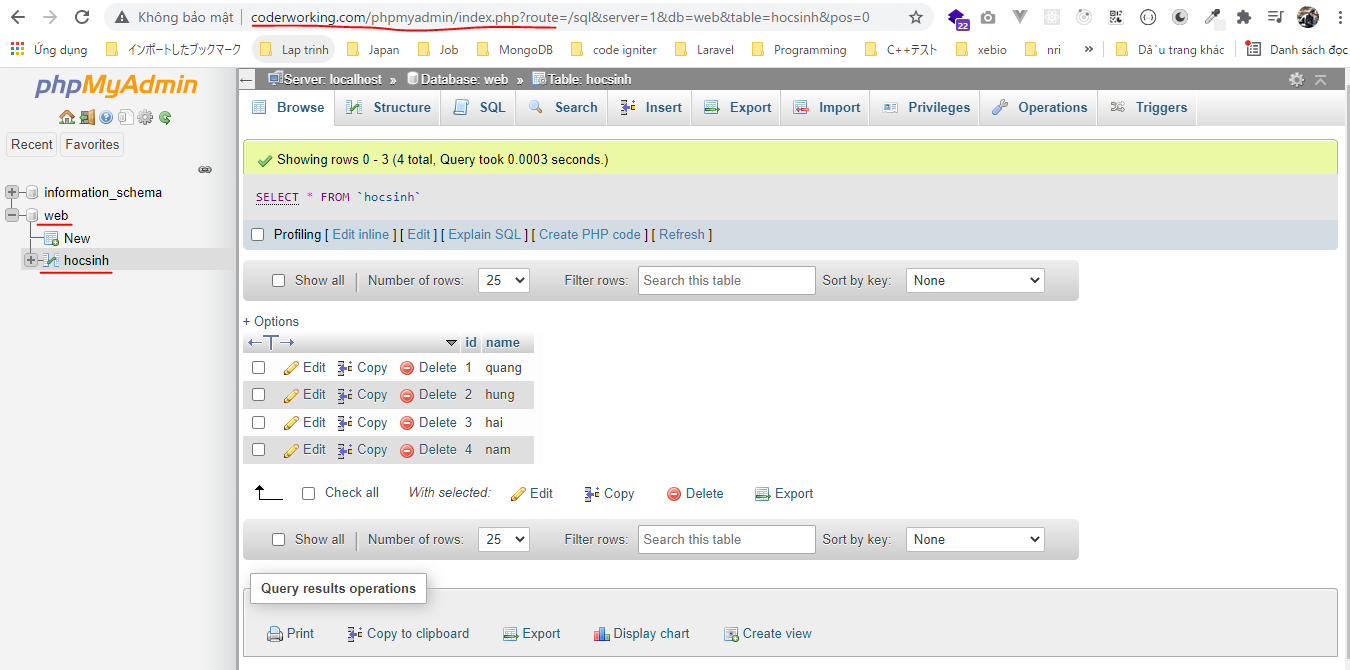 Không bảo mật | coderworking.com/phpmyadmin/index.php?route=/sql&server=1&db=web&table=hocsinh&pos=0
22
Ứng dụng インポートしたブックマーク Lap trinh Japan Job MongoDB code igniter Laravel Programming C++テスト xebio nri » Dấu trang khác Danh sách đọc
phpMyAdmin
Recent Favorites
information_schema
web
New
hocsinh
Server: localhost » Database: web » Table: hocsinh
Browse Structure SQL Search Insert Export Import Privileges Operations Triggers
Showing rows 0 - 3 (4 total, Query took 0.0003 seconds.)
SELECT * FROM `hocsinh`
Profiling [ Edit inline ] [ Edit ] [ Explain SQL ] [ Create PHP code ] [ Refresh ]
Show all | Number of rows: 25 Filter rows: Search this table Sort by key: None
+ Options
←T→ id name
Edit Copy Delete 1 quang
Edit Copy Delete 2 hung
Edit Copy Delete 3 hai
Edit Copy Delete 4 nam
Check all With selected: Edit Copy Delete Export
Show all | Number of rows: 25 Filter rows: Search this table Sort by key: None
Query results operations
Print Copy to clipboard Export Display chart Create view